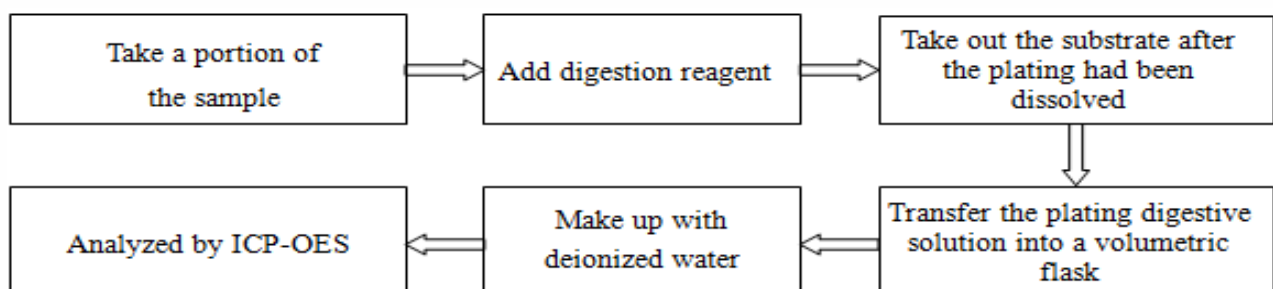 Take a portion of
the sample
Add digestion reagent
Take out the substrate after
the plating had been
dissolved
Transfer the plating digestive
solution into a volumetric
flask
Make up with
deionized water
Analyzed by ICP-OES